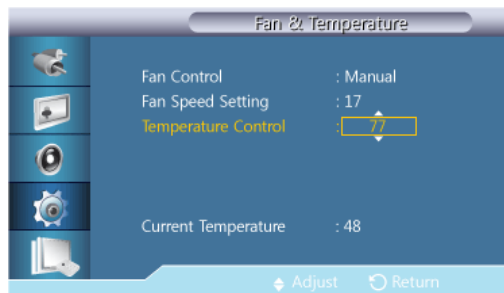 Fan & Temperature
Fan Control : Manual
Fan Speed Setting : 17
Temperature Control : 77
Current Temperature : 48
Adjust Return